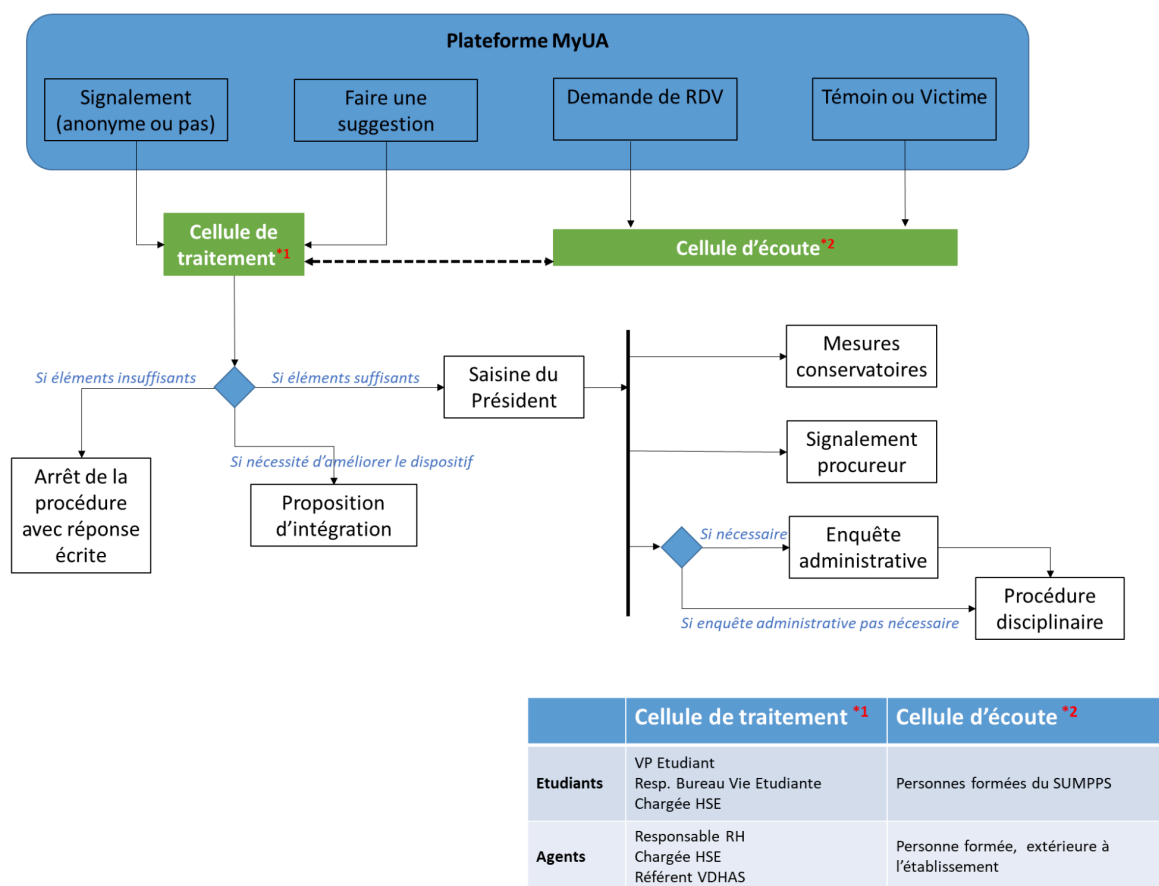 Plateforme MyUA
Signalement
(anonyme ou pas)
Faire une
suggestion
Demande de RDV
Témoin ou Victime
Cellule de
traitement*1
Cellule d'écoute*2
Si éléments insuffisants
Si éléments suffisants
Saisine du
Président
Mesures
conservatoires
Signalement
procureur
Si nécessité d'améliorer le dispositif
Arrêt de la
procédure
avec réponse
écrite
Proposition
d'intégration
Si nécessaire
Enquête
administrative
Si enquête administrative pas nécessaire
Procédure
disciplinaire
Cellule de traitement *1
Cellule d'écoute *2
Etudiants
VP Etudiant
Resp. Bureau Vie Etudiante
Chargée HSE
Personnes formées du SUMPPS
Agents
Responsable RH
Chargée HSE
Référent VDHAS
Personne formée, extérieure à
l'établissement